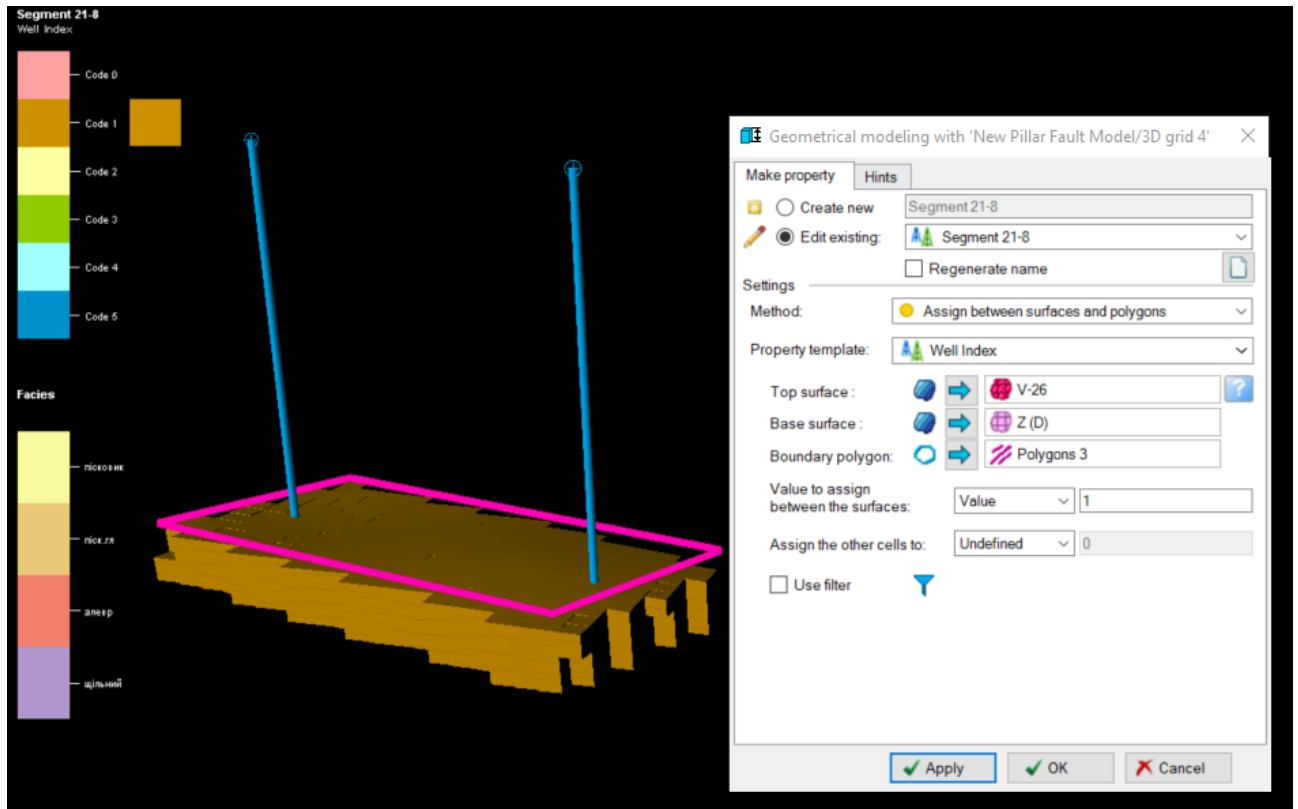 Segment 21-8
Well Index
Code 0
Code 1
Code 2
Code 3
Code 4
Code 5
Facies
пісковик
піск.гл
алевр
щільний
Geometrical modeling with 'New Pillar Fault Model/3D grid 4'
Make property
Hints
Create new
Segment 21-8
Edit existing:
Segment 21-8
Regenerate name
Settings
Method:
Assign between surfaces and polygons
Property template:
Well Index
Top surface :
V-26
?
Base surface :
Z (D)
Boundary polygon:
Polygons 3
Value to assign
between the surfaces:
Value
1
Assign the other cells to:
Undefined
0
Use filter
Apply
OK
Cancel